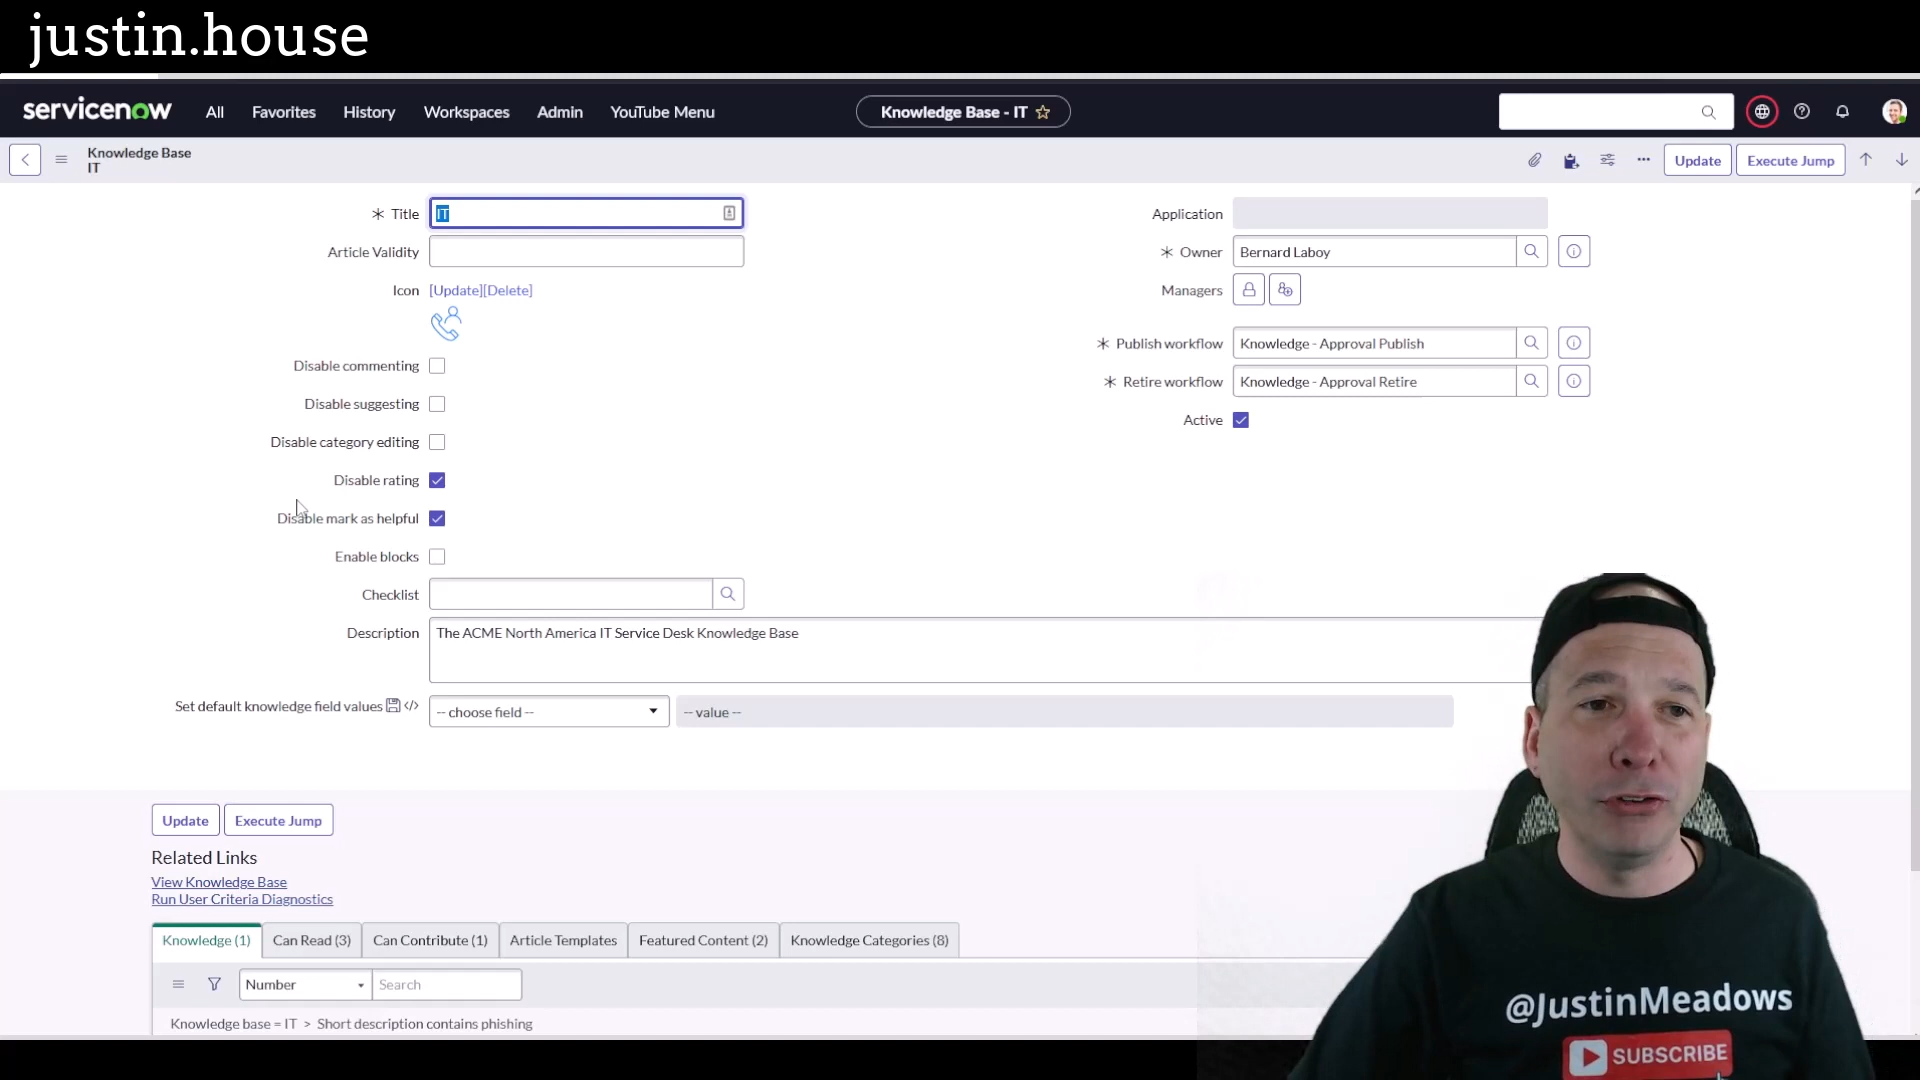 justin.house
servicenow All Favorites History Workspaces Admin YouTube Menu Knowledge Base - IT
Knowledge Base
IT
Update Execute Jump
Title IT
Article Validity
Icon [Update][Delete]
Disable commenting
Disable suggesting
Disable category editing
Disable rating
Disable mark as helpful
Enable blocks
Checklist
Description The ACME North America IT Service Desk Knowledge Base
Set default knowledge field values </> -- choose field -- -- value --
Application
Owner Bernard Laboy
Managers
Publish workflow Knowledge - Approval Publish
Retire workflow Knowledge - Approval Retire
Active
Update Execute Jump
Related Links
View Knowledge Base
Run User Criteria Diagnostics
Knowledge (1) Can Read (3) Can Contribute (1) Article Templates Featured Content (2) Knowledge Categories (8)
Number Search
Knowledge base = IT > Short description contains phishing
@JustinMeadows
SUBSCRIBE